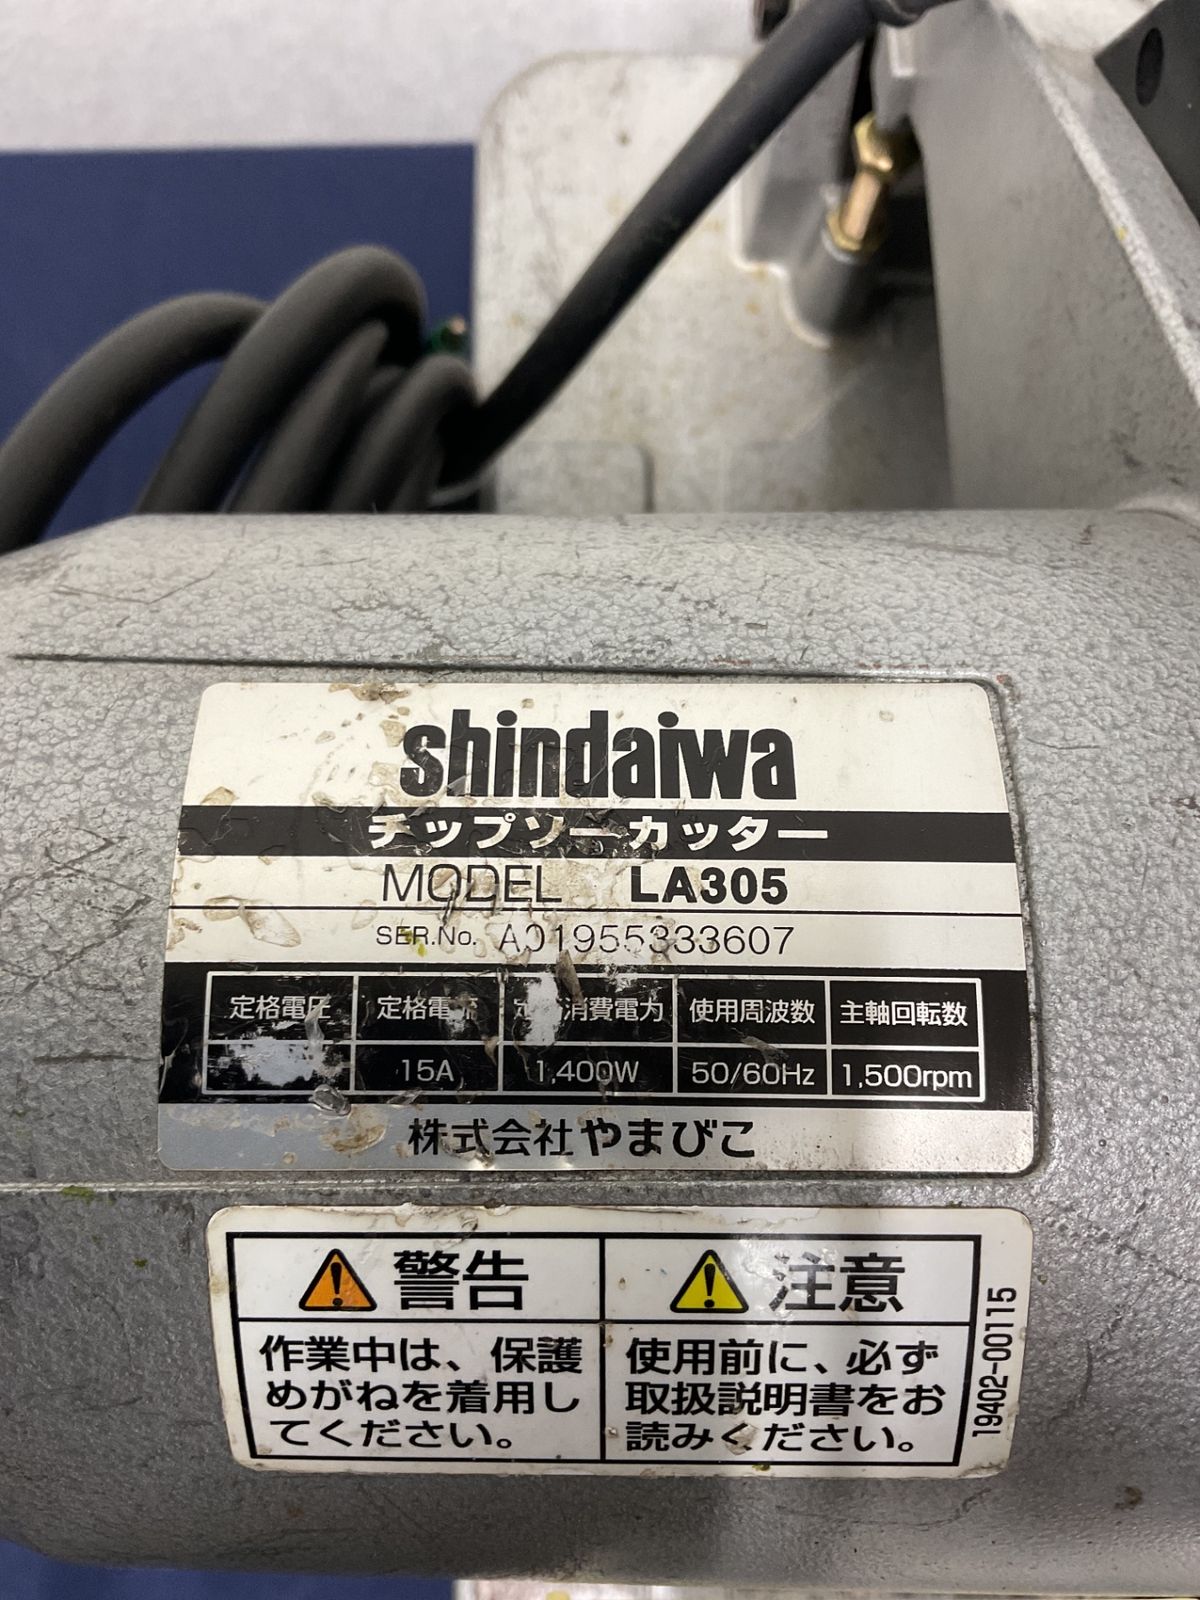 shindaiwa
チップソーカッター
MODEL LA305
SER.No. A01955333607
定格電圧 定格電流 消費電力 使用周波数 主軸回転数
15A 1,400W 50/60Hz 1,500rpm
株式会社やまびこ
警告
作業中は、保護
めがねを着用し
てください。
注意
使用前に、必ず
取扱説明書をお
読みください。
19402-00115